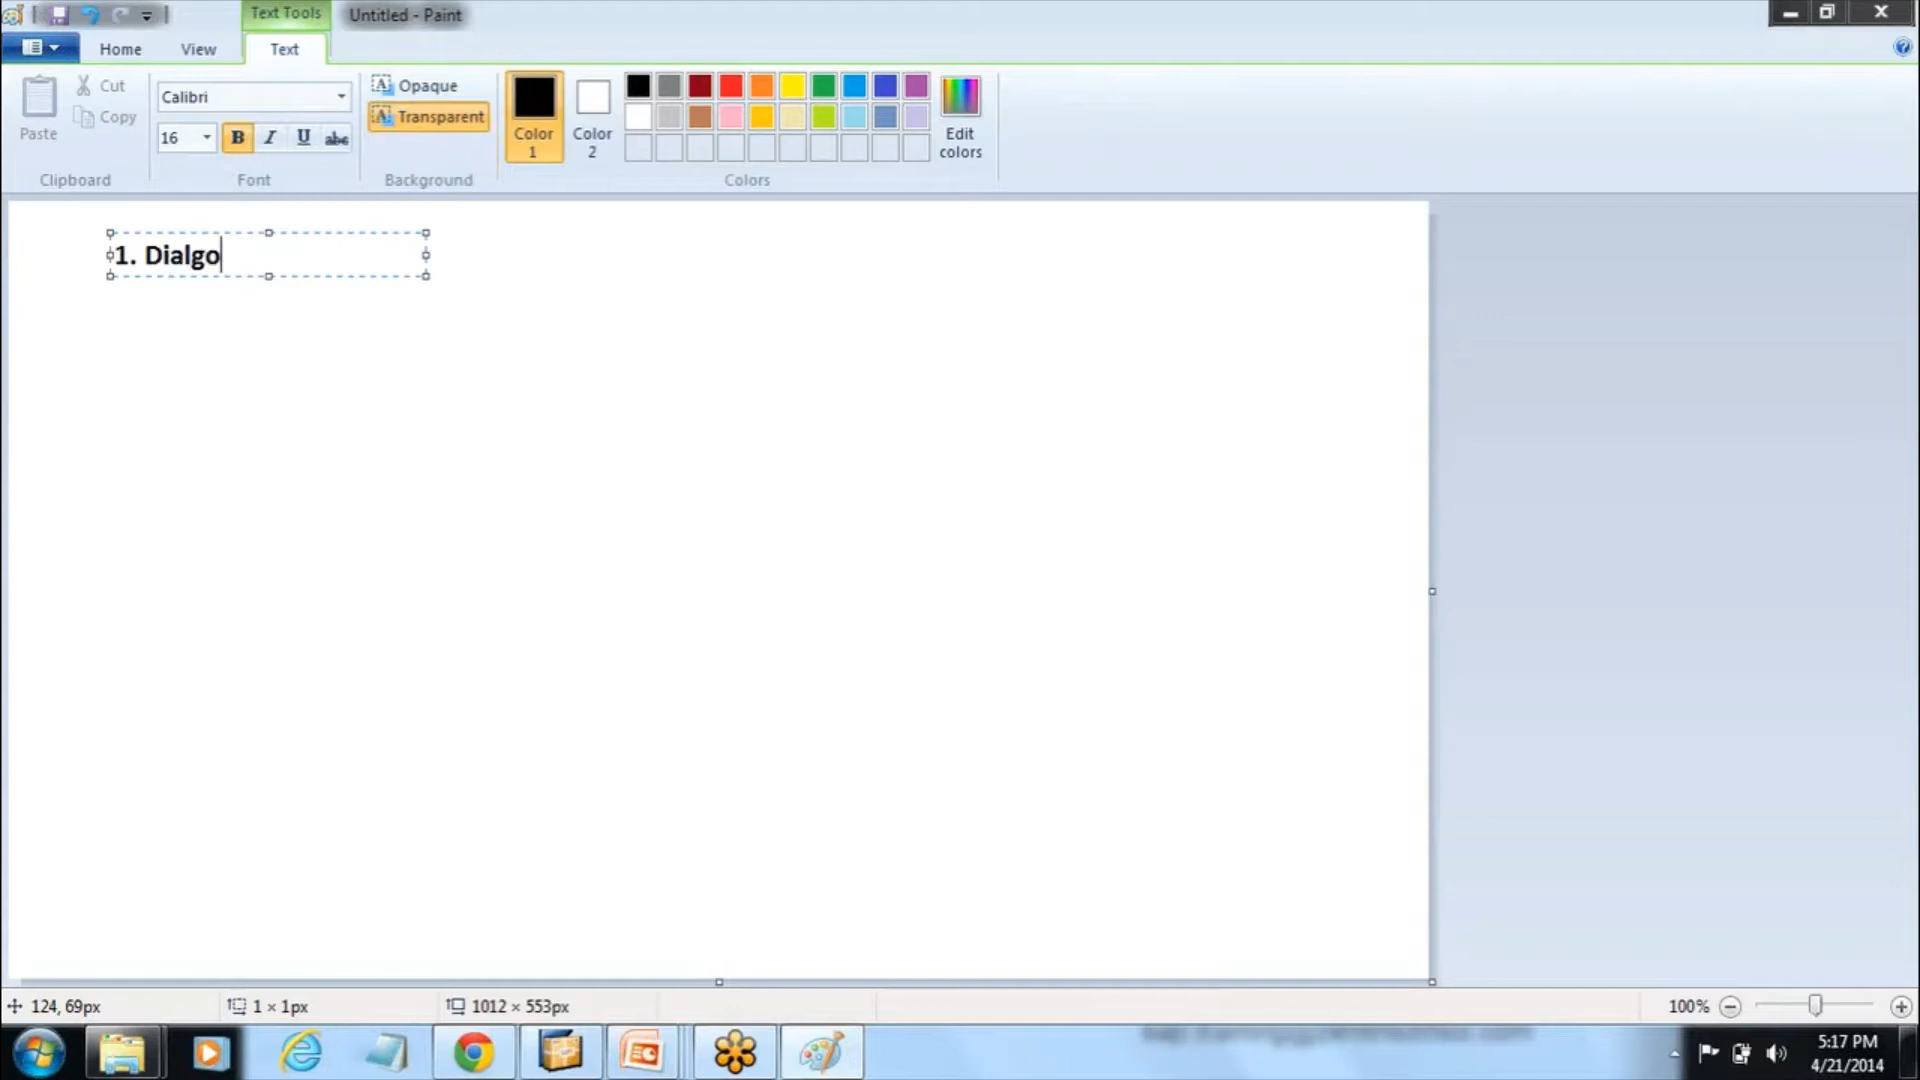 Text Tools Untitled - Paint
Home View Text
Paste Cut Copy
Calibri
16 B I U abc
Opaque
Transparent
Color 1
Color 2
Edit colors
Clipboard Font Background Colors
1. Dialgo
124, 69px 1 × 1px 1012 × 553px 100%
5:17 PM
4/21/2014